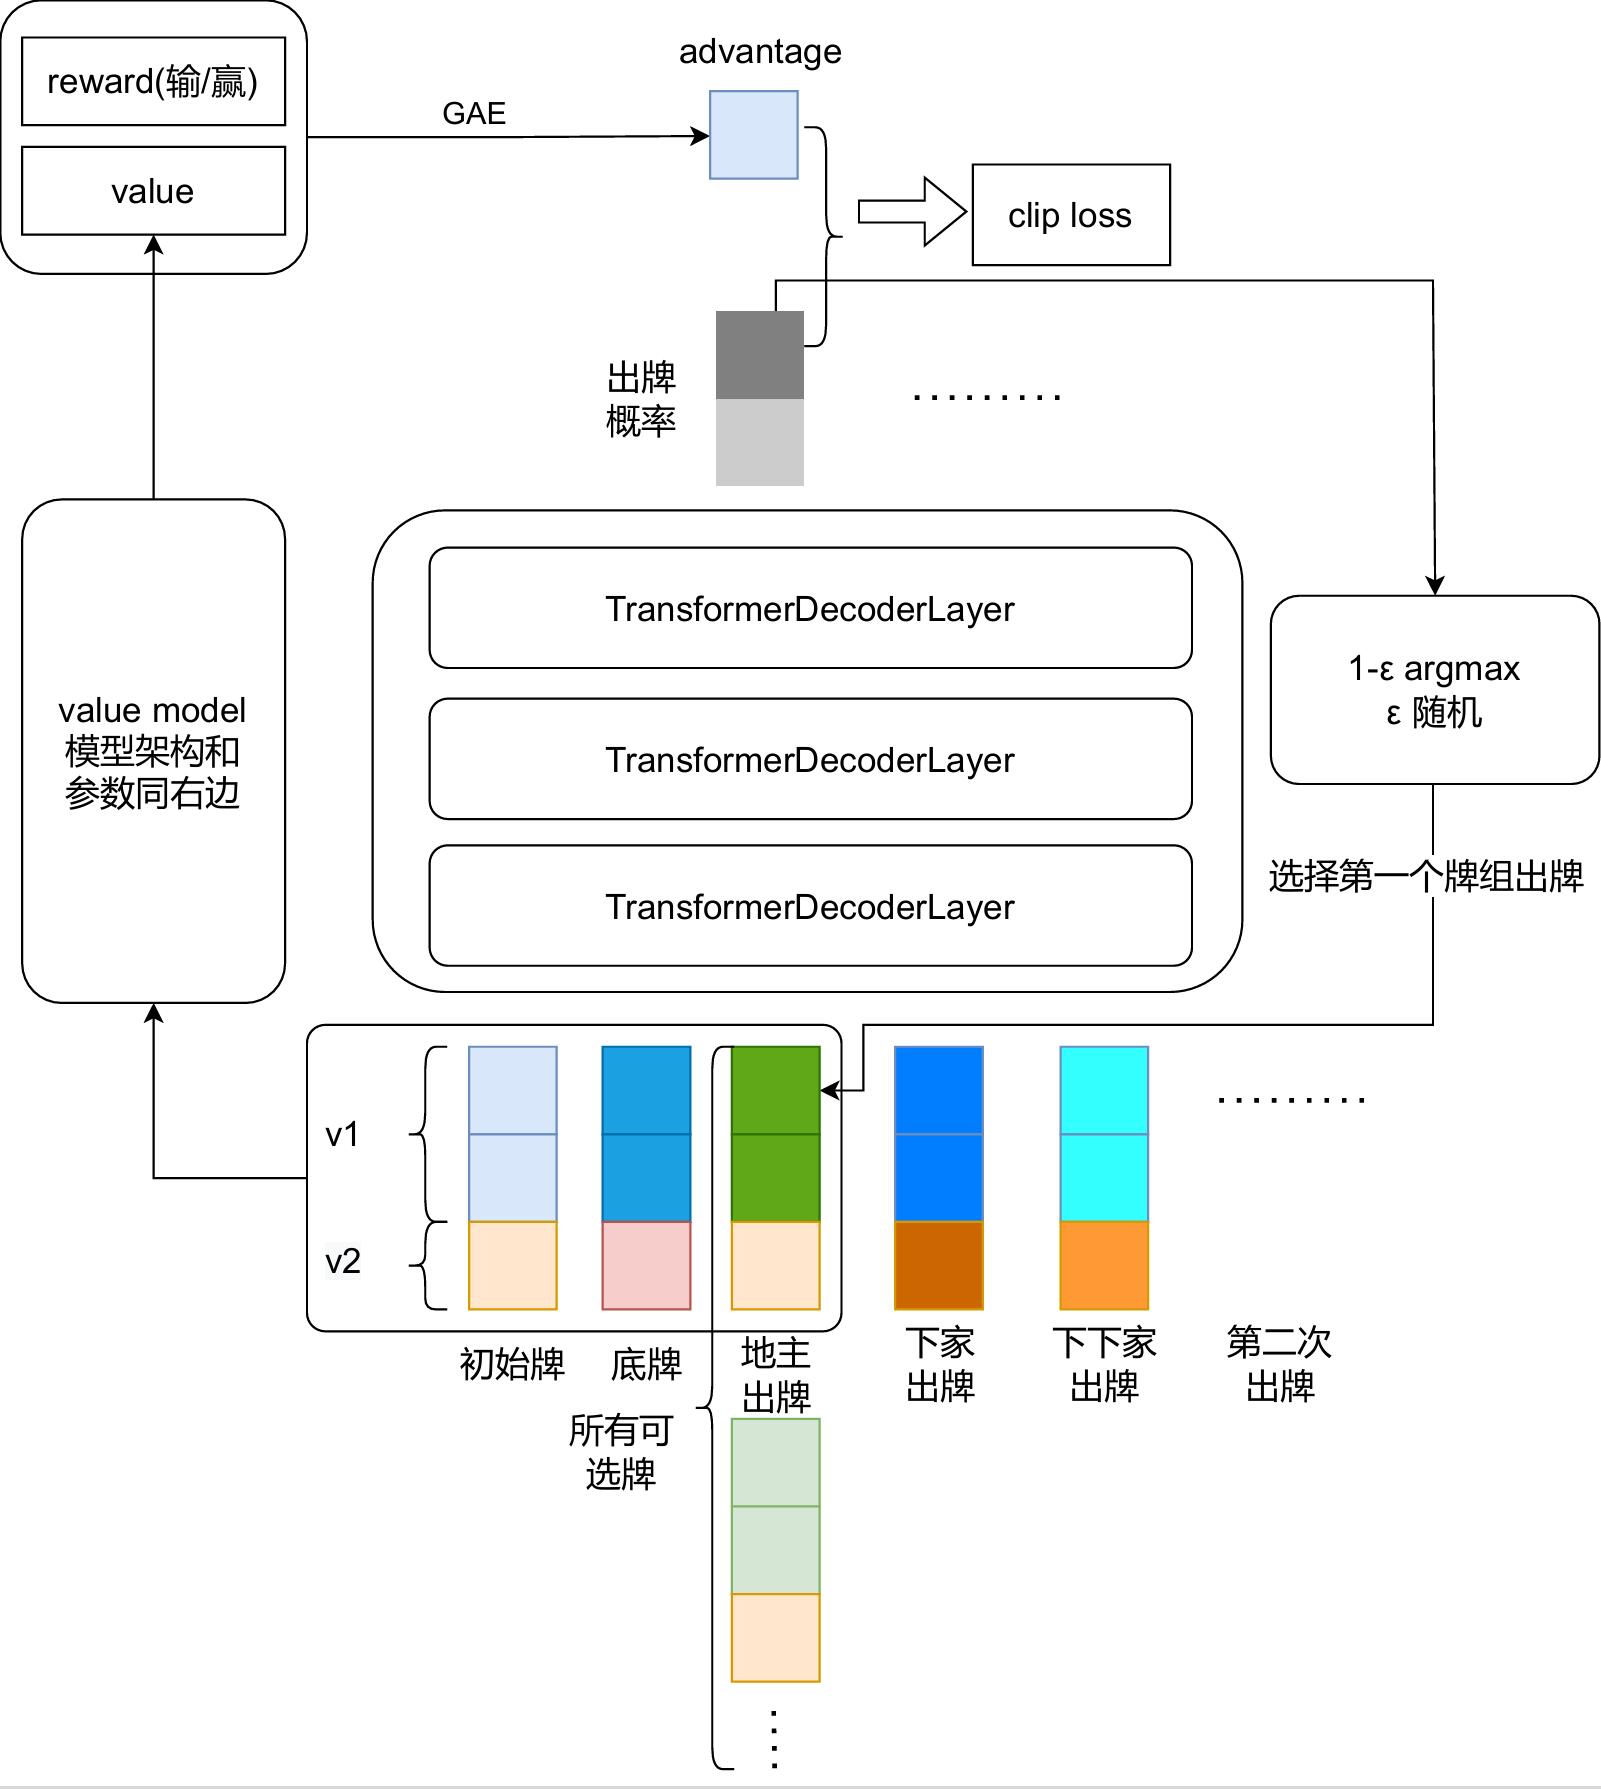 reward(输/赢)
value
GAE
advantage
clip loss
出牌
概率
·········
TransformerDecoderLayer
TransformerDecoderLayer
TransformerDecoderLayer
value model
模型架构和
参数同右边
1-ε argmax
ε 随机
选择第一个牌组出牌
v1
v2
·········
初始牌
底牌
地主
出牌
下家
出牌
下下家
出牌
第二次
出牌
所有可
选牌
····